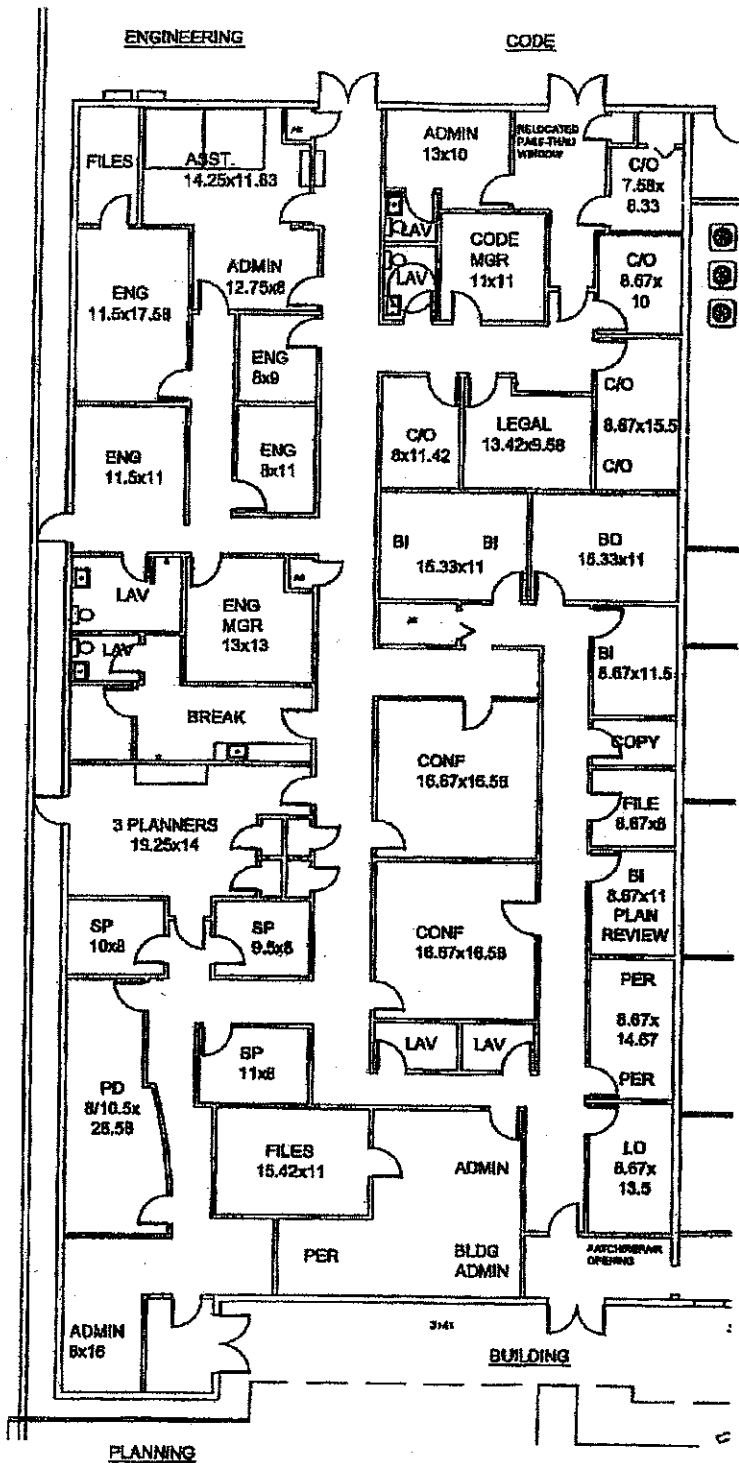 ENGINEERING
CODE
FILES
ASST.
14.25x11.63
ADMIN
13x10
RELOCATED
PASS-THRU
WINDOW
C/O
7.58x
8.33
LAV
CODE
MGR
11x11
LAV
C/O
8.67x
10
ADMIN
12.75x8
ENG
11.5x17.58
ENG
8x9
C/O
8.67x15.5
C/O
C/O
8x11.42
LEGAL
13.42x9.58
ENG
11.5x11
ENG
8x11
BI
BI
15.33x11
BO
15.33x11
LAV
ENG
MGR
13x13
LAV
BI
8.67x11.5
BREAK
COPY
CONF
16.67x16.58
FILE
8.67x8
3 PLANNERS
19.25x14
BI
8.67x11
PLAN
REVIEW
SP
10x8
SP
9.5x8
CONF
16.67x16.58
PER
8.67x
14.67
PER
LAV
LAV
SP
11x8
PD
8/10.5x
28.58
FILES
15.42x11
ADMIN
LO
8.67x
13.5
PER
BLDG
ADMIN
OPENING
ADMIN
8x16
BUILDING
PLANNING